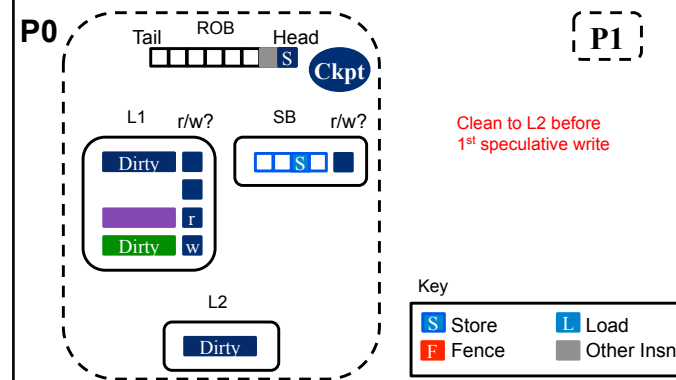 P0
ROB
Tail
Head
S
Ckpt
P1
L1
r/w?
SB
r/w?
Dirty
S
r
Dirty
w
Clean to L2 before
1st speculative write
L2
Dirty
Key
S Store
L Load
F Fence
Other Insn